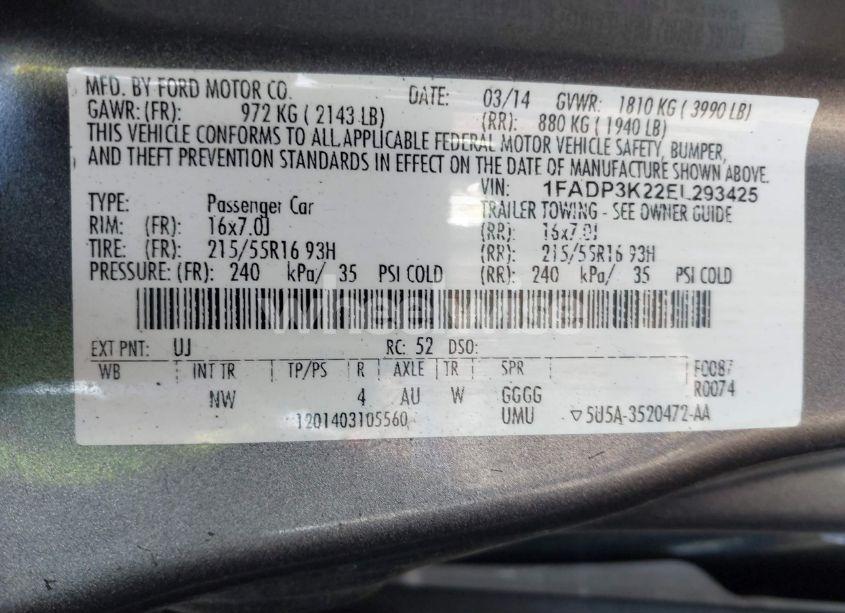 MFD. BY FORD MOTOR CO. DATE: 03/14 GVWR: 1810 KG ( 3990 LB)
GAWR: (FR): 972 KG ( 2143 LB) (RR): 880 KG ( 1940 LB)
THIS VEHICLE CONFORMS TO ALL APPLICABLE FEDERAL MOTOR VEHICLE SAFETY, BUMPER,
AND THEFT PREVENTION STANDARDS IN EFFECT ON THE DATE OF MANUFACTURE SHOWN ABOVE.
VIN: 1FADP3K22EL293425
TYPE: Passenger Car TRAILER TOWING - SEE OWNER GUIDE
RIM: (FR): 16x7.0J (RR): 16x7.0J
TIRE: (FR): 215/55R16 93H (RR): 215/55R16 93H
PRESSURE: (FR): 240 kPa/ 35 PSI COLD (RR): 240 kPa/ 35 PSI COLD
wheelwise
EXT PNT: UJ RC: 52 DSO:
WB INT TR TP/PS R AXLE TR SPR F0087
NW 4 AU W GGGG R0074
1201403105560 UMU ▽5U5A-3520472-AA